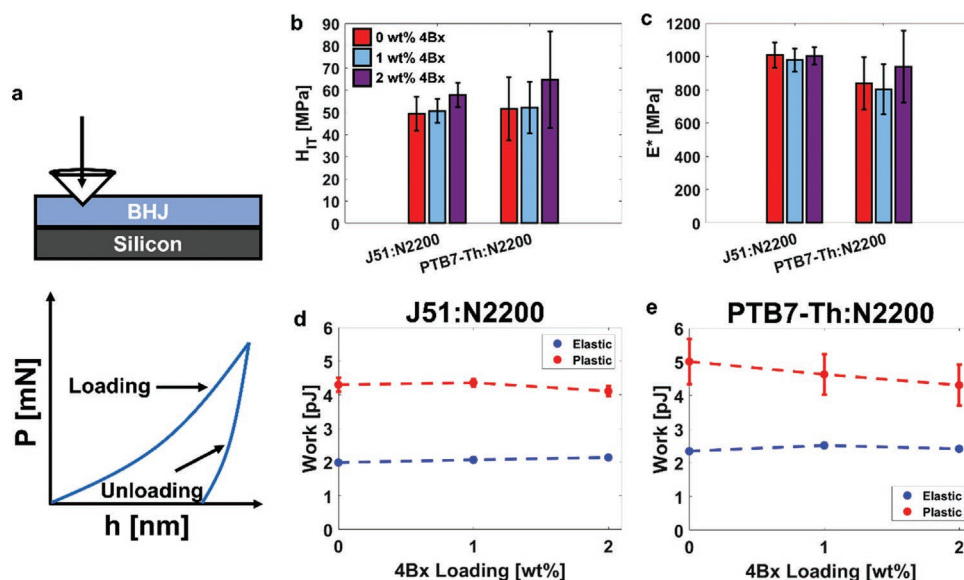 a
BHJ
Silicon
P [mN]
Loading
Unloading
h [nm]
b
H_IT [MPa]
90
80
70
60
50
40
30
20
10
0
0 wt% 4Bx
1 wt% 4Bx
2 wt% 4Bx
J51:N2200
PTB7-Th:N2200
c
E* [MPa]
1200
1000
800
600
400
200
0
J51:N2200
PTB7-Th:N2200
d
J51:N2200
Work [pJ]
6
5
4
3
2
1
0
Elastic
Plastic
0
1
2
4Bx Loading [wt%]
e
PTB7-Th:N2200
Work [pJ]
6
5
4
3
2
1
0
Elastic
Plastic
0
1
2
4Bx Loading [wt%]